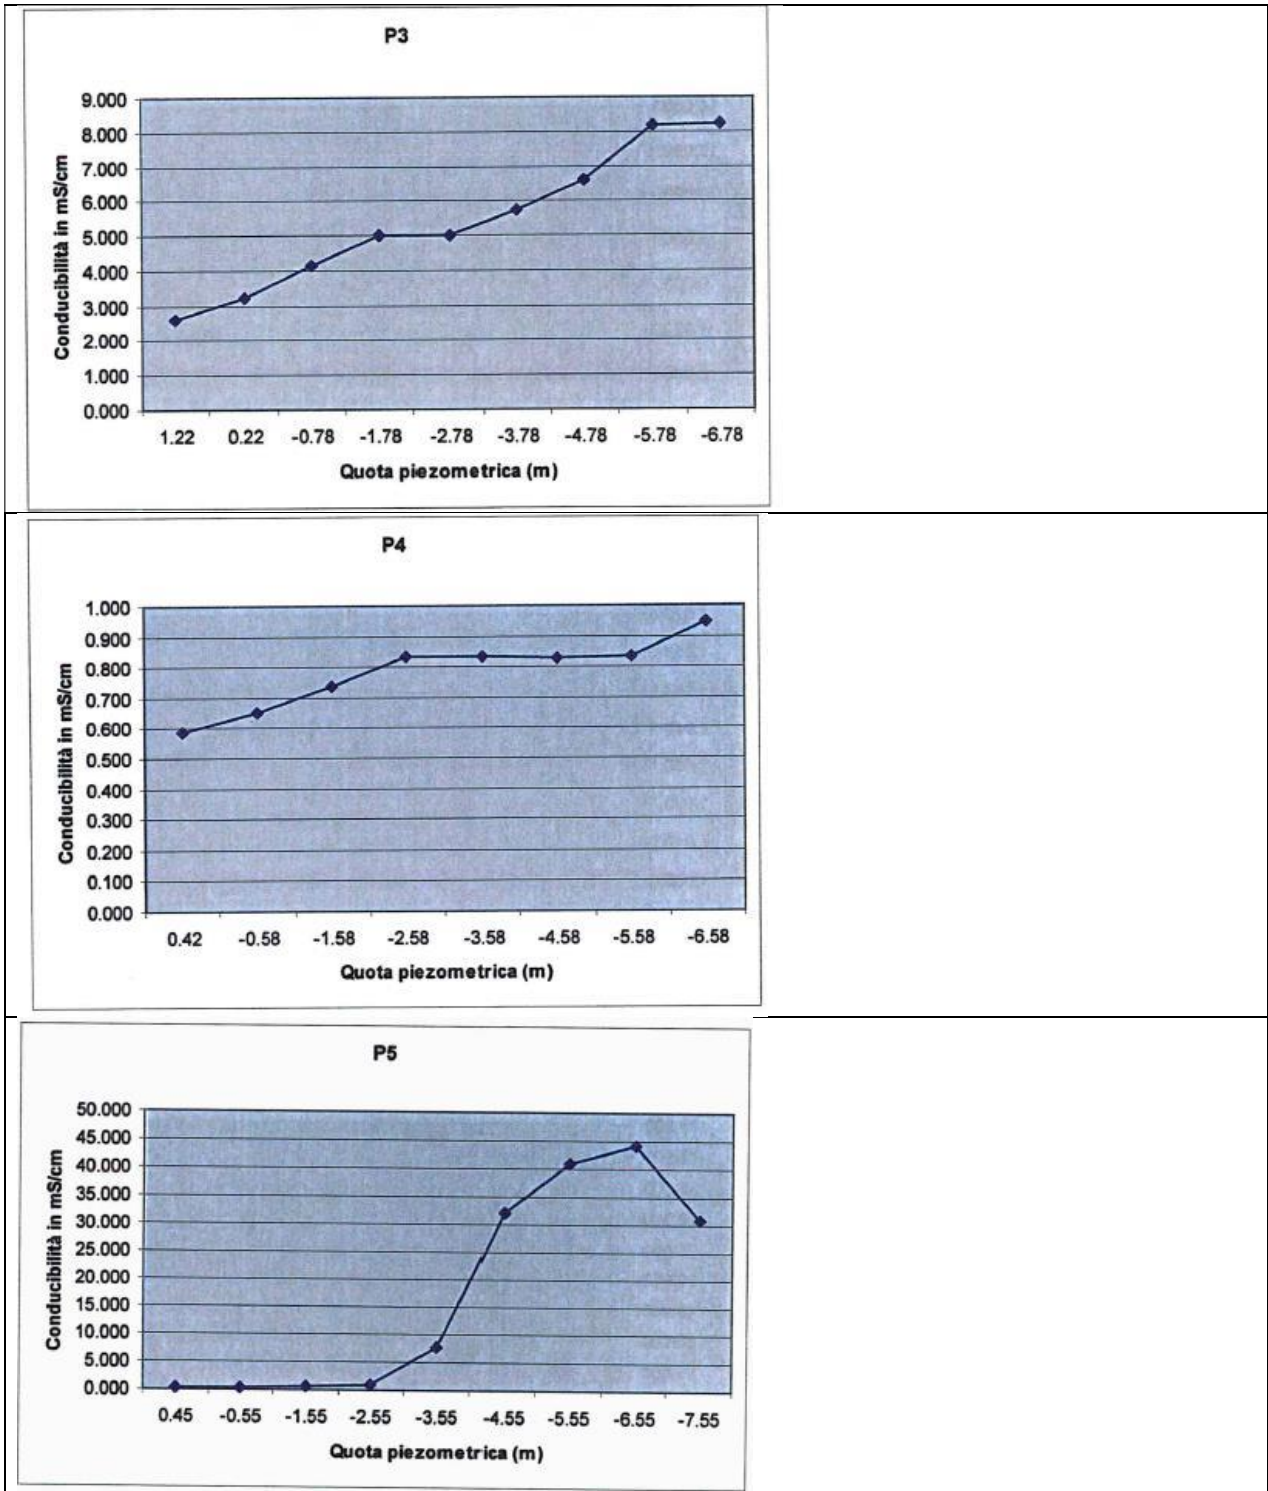 P3
9.000
8.000
7.000
6.000
5.000
4.000
3.000
2.000
1.000
0.000
Conducibilità in mS/cm
1.22 0.22 -0.78 -1.78 -2.78 -3.78 -4.78 -5.78 -6.78
Quota piezometrica (m)
P4
1.000
0.900
0.800
0.700
0.600
0.500
0.400
0.300
0.200
0.100
0.000
Conducibilità in mS/cm
0.42 -0.58 -1.58 -2.58 -3.58 -4.58 -5.58 -6.58
Quota piezometrica (m)
P5
50.000
45.000
40.000
35.000
30.000
25.000
20.000
15.000
10.000
5.000
0.000
Conducibilità in mS/cm
0.45 -0.55 -1.55 -2.55 -3.55 -4.55 -5.55 -6.55 -7.55
Quota piezometrica (m)